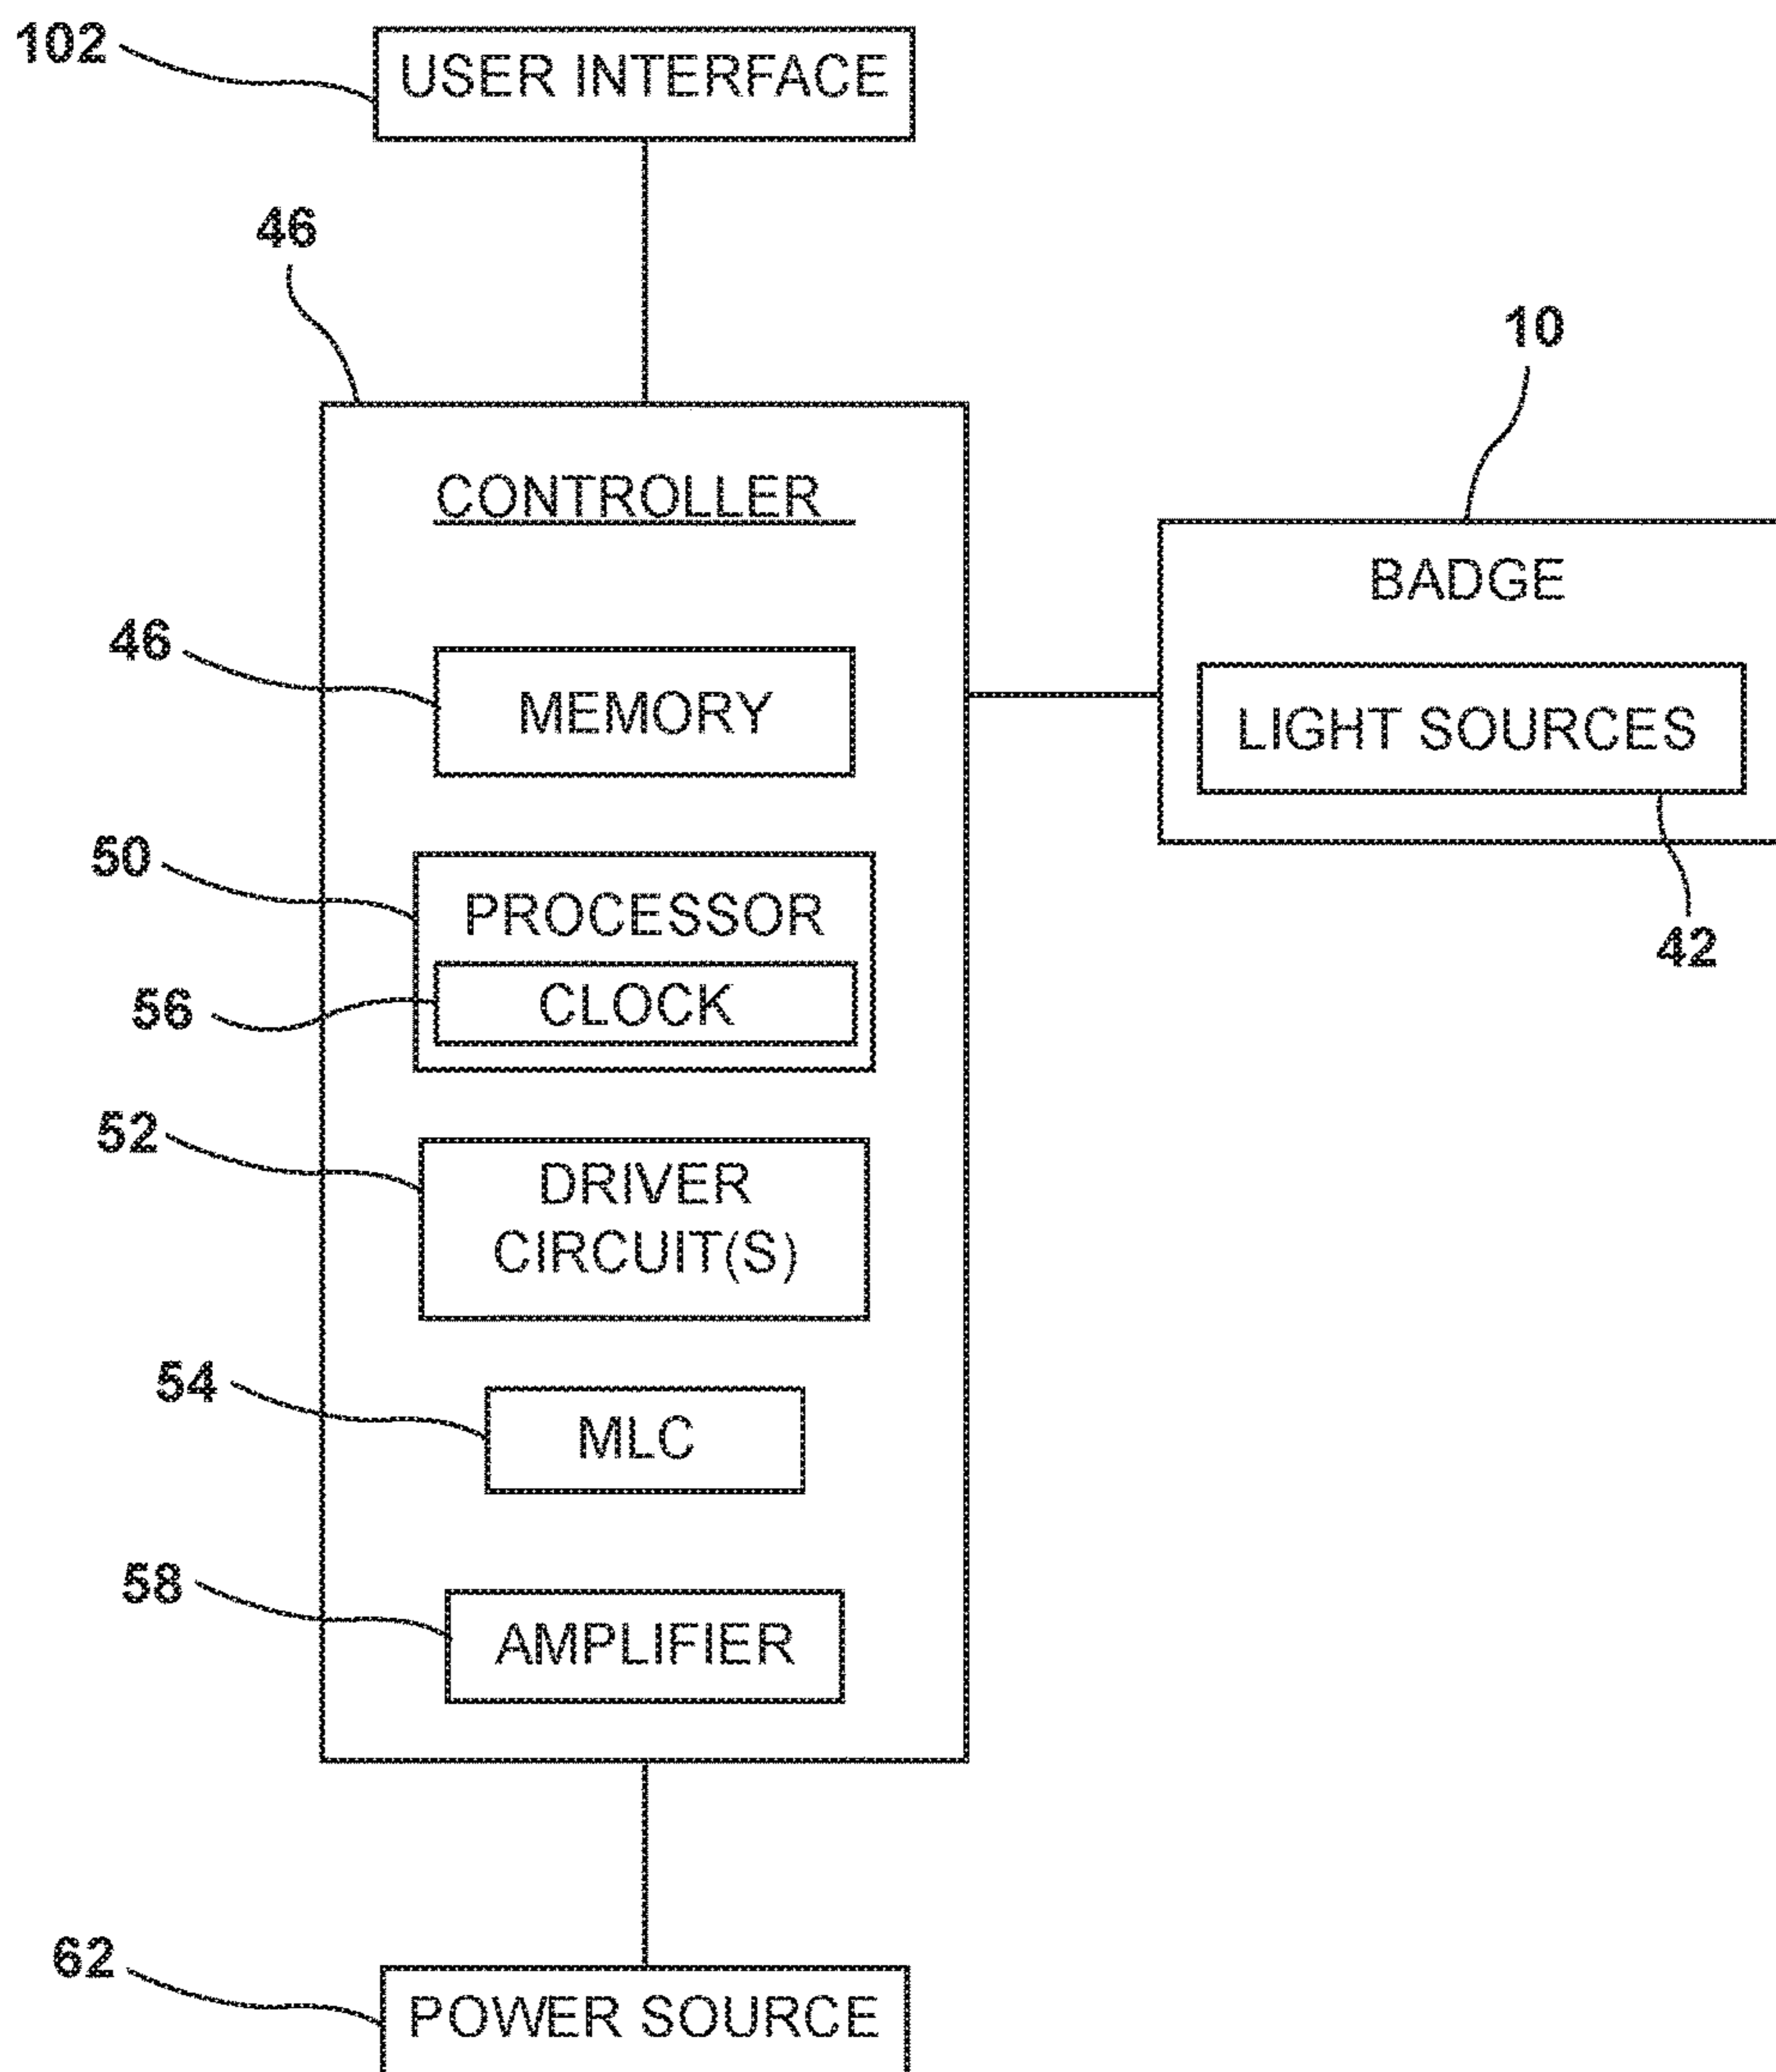 102
USER INTERFACE
46
10
CONTROLLER
BADGE
46
MEMORY
LIGHT SOURCES
50
PROCESSOR
42
56
CLOCK
52
DRIVER
CIRCUIT(S)
54
MLC
58
AMPLIFIER
62
POWER SOURCE